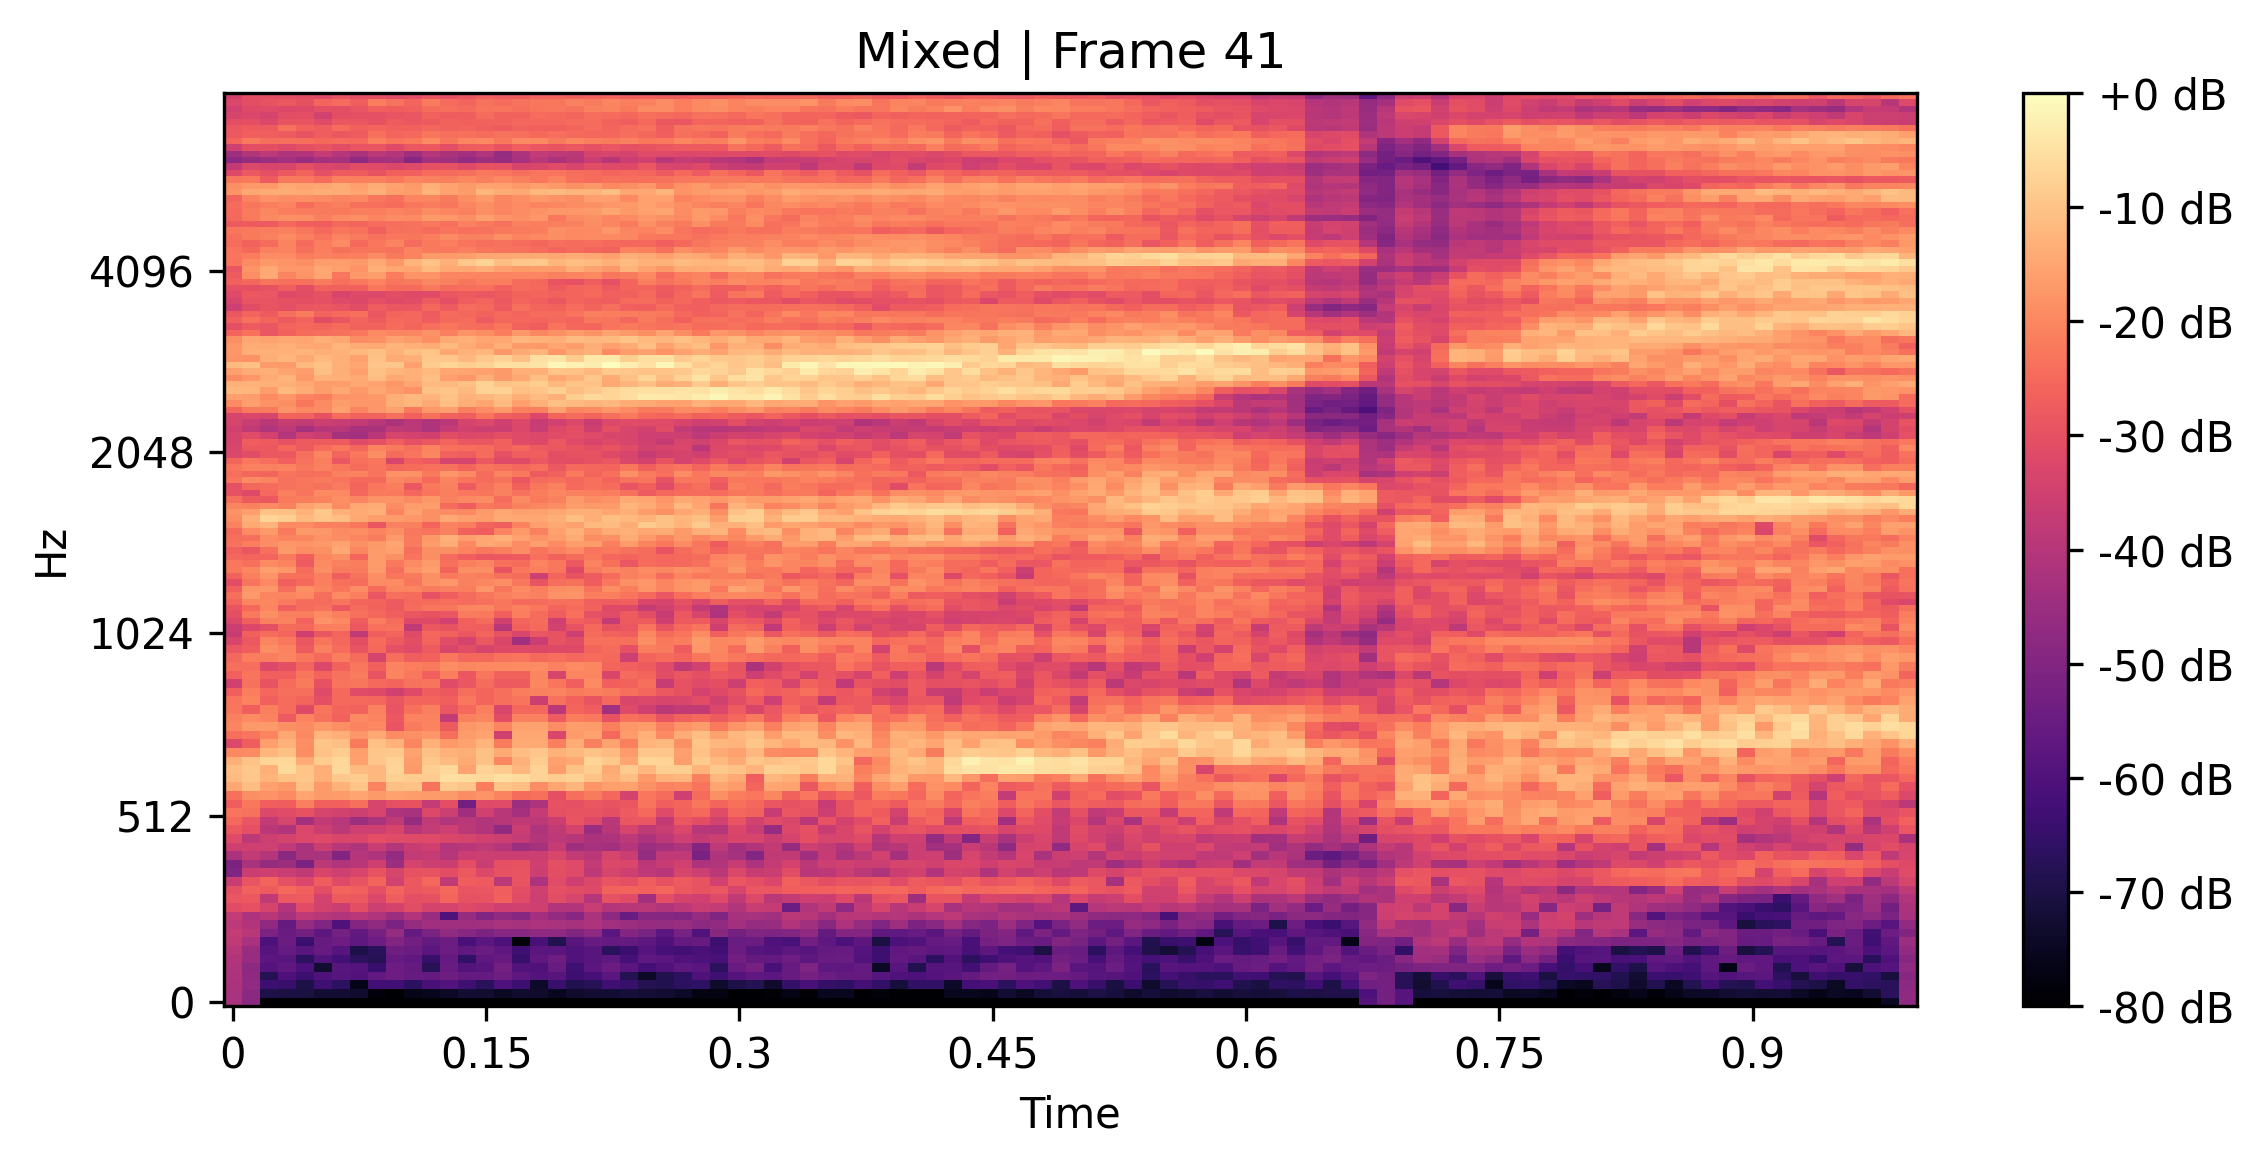 Mixed | Frame 41
+0 dB
-10 dB
-20 dB
-30 dB
-40 dB
-50 dB
-60 dB
-70 dB
-80 dB
4096
2048
1024
512
0
Hz
0 0.15 0.3 0.45 0.6 0.75 0.9
Time